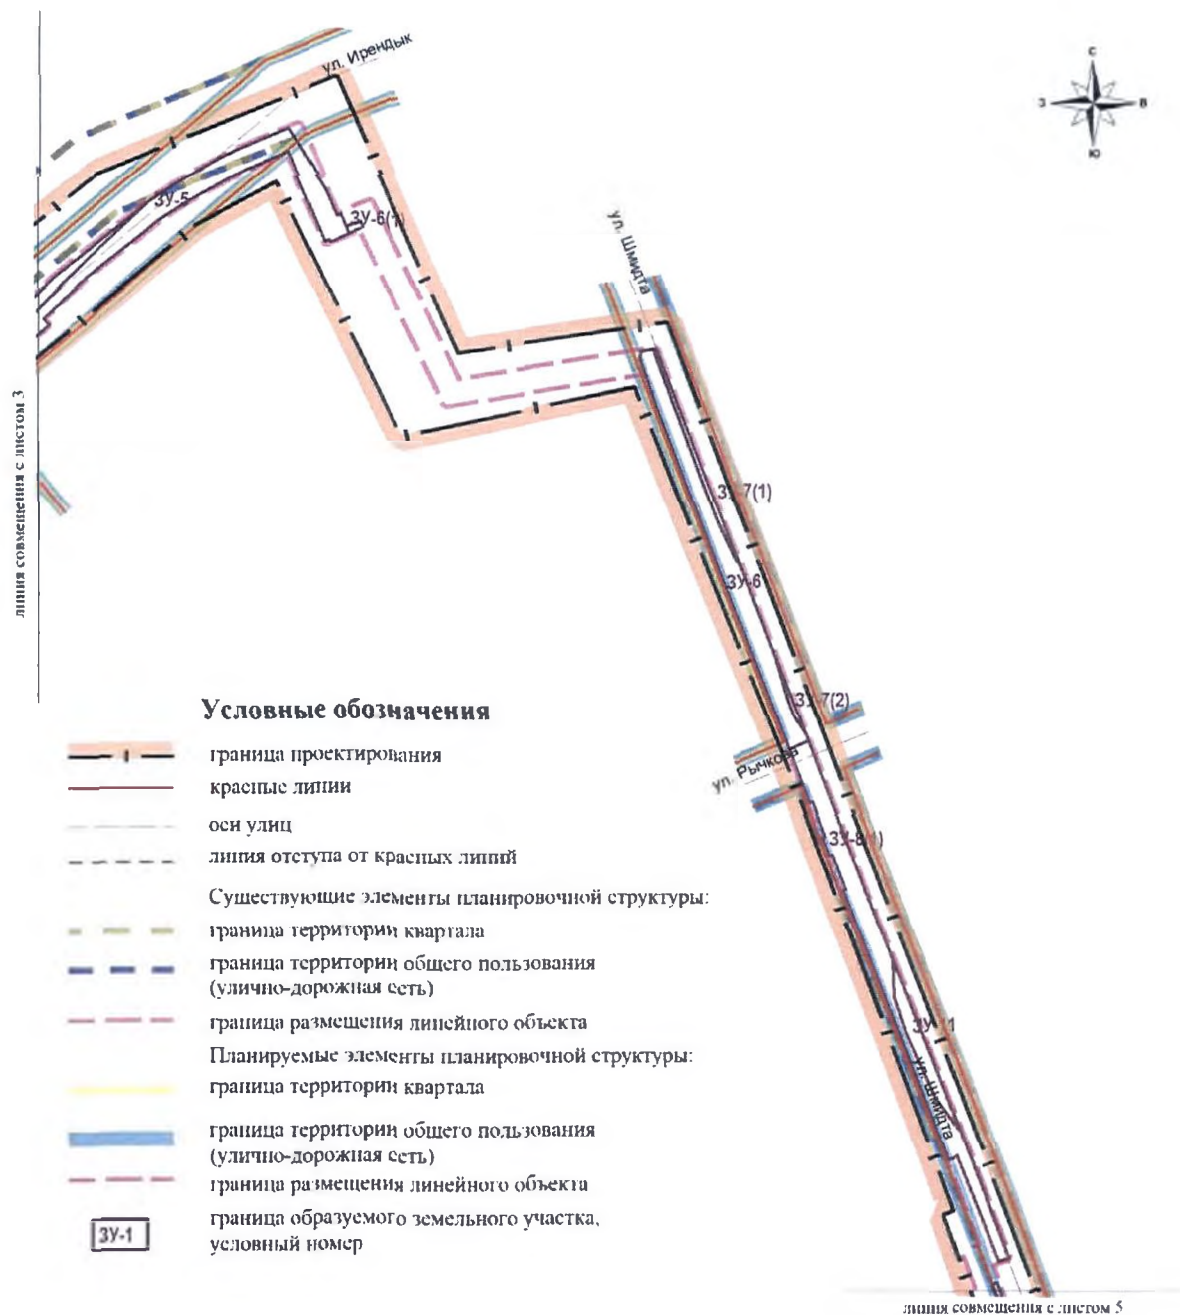 ул. Ирендык
С
З
В
Ю
ЗУ-5
ЗУ-6(1)
ул. Шмидта
линия совмещения с листом 3
ЗУ-7(1)
ЗУ-6
ЗУ-7(2)
ул. Рычкова
ЗУ-8(1)
ул. Шмидта
Условные обозначения
граница проектирования
красные линии
оси улиц
линия отступа от красных линий
Существующие элементы планировочной структуры:
граница территории квартала
граница территории общего пользования
(улично-дорожная сеть)
граница размещения линейного объекта
Планируемые элементы планировочной структуры:
граница территории квартала
граница территории общего пользования
(улично-дорожная сеть)
граница размещения линейного объекта
ЗУ-1
граница образуемого земельного участка,
условный номер
линия совмещения с листом 5